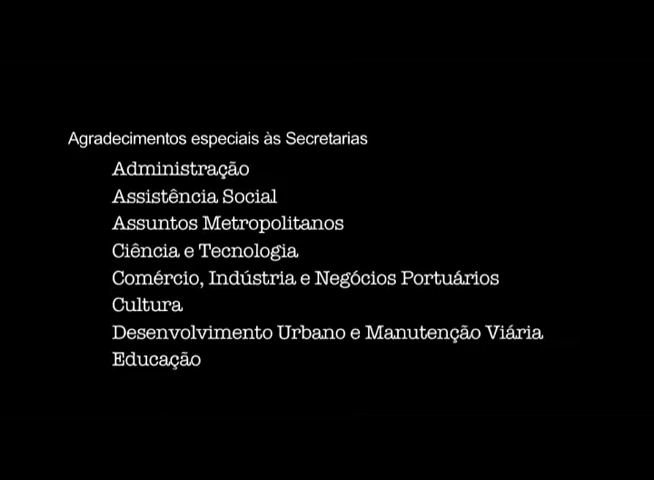 Agradecimentos especiais às Secretarias
Administração
Assistência Social
Assuntos Metropolitanos
Ciência e Tecnologia
Comércio, Indústria e Negócios Portuários
Cultura
Desenvolvimento Urbano e Manutenção Viária
Educação